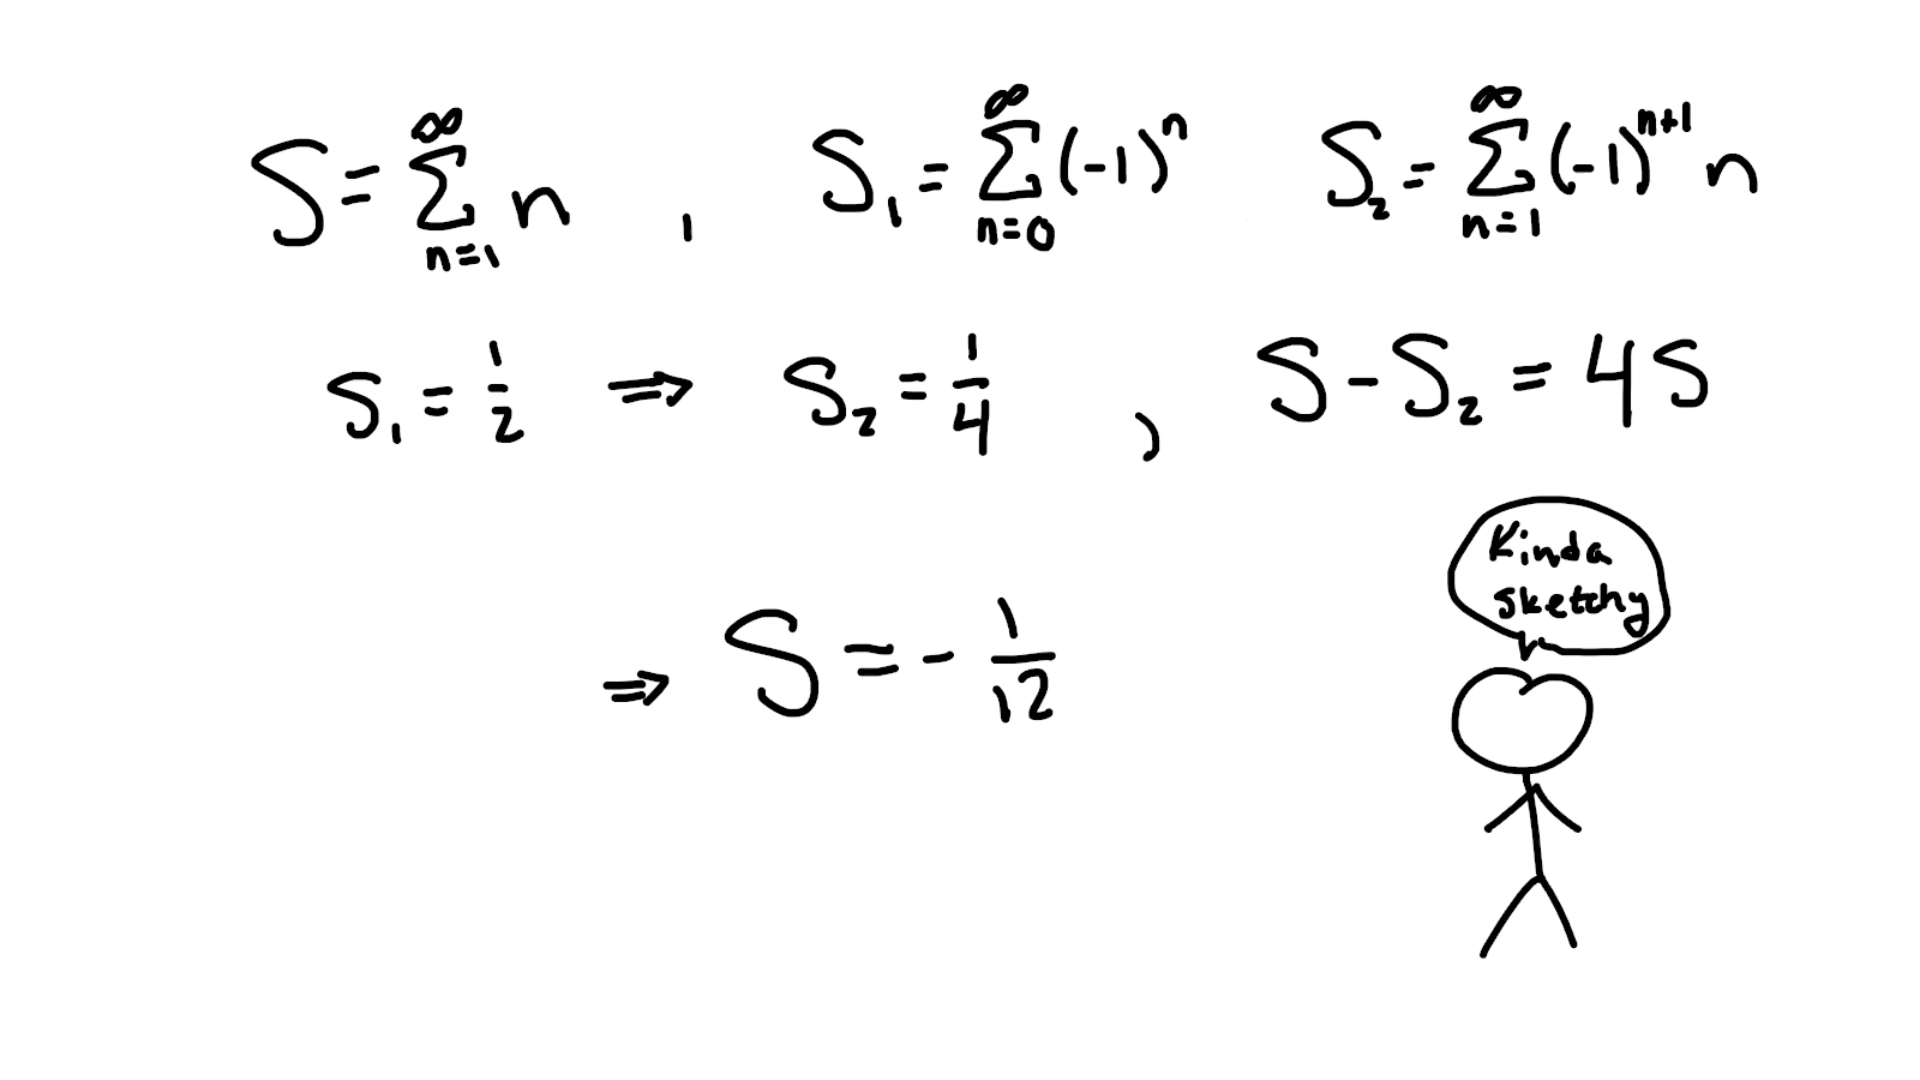 S = ∑_{n=1}^{∞} n , S₁ = ∑_{n=0}^{∞} (-1)^n S₂ = ∑_{n=1}^{∞} (-1)^{n+1} n
S₁ = 1/2 ⇒ S₂ = 1/4 , S - S₂ = 4S
Kinda
sketchy
⇒ S = - 1/12